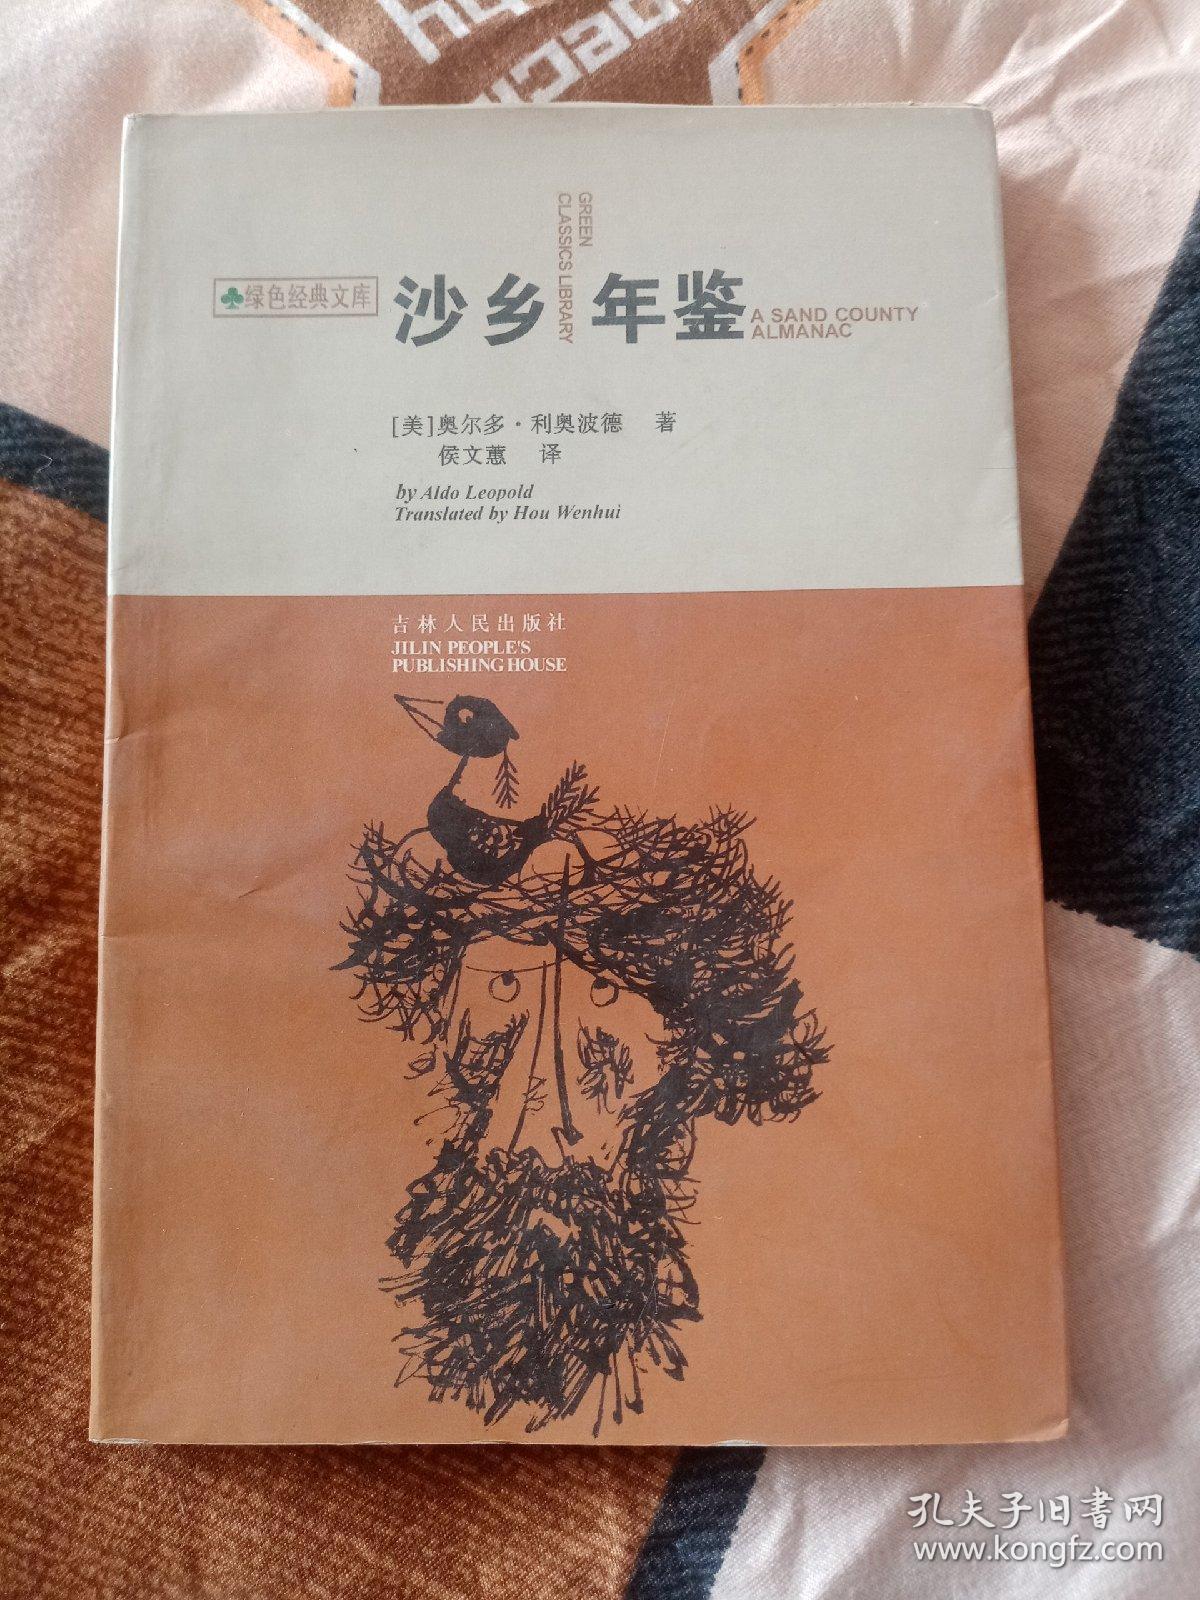 GREEN
CLASSICS LIBRARY
绿色经典文库
沙乡年鉴
A SAND COUNTY
ALMANAC
[美]奥尔多·利奥波德 著
侯文蕙 译
by Aldo Leopold
Translated by Hou Wenhui
吉林人民出版社
JILIN PEOPLE'S
PUBLISHING HOUSE
孔夫子旧书网
www.kongfz.com